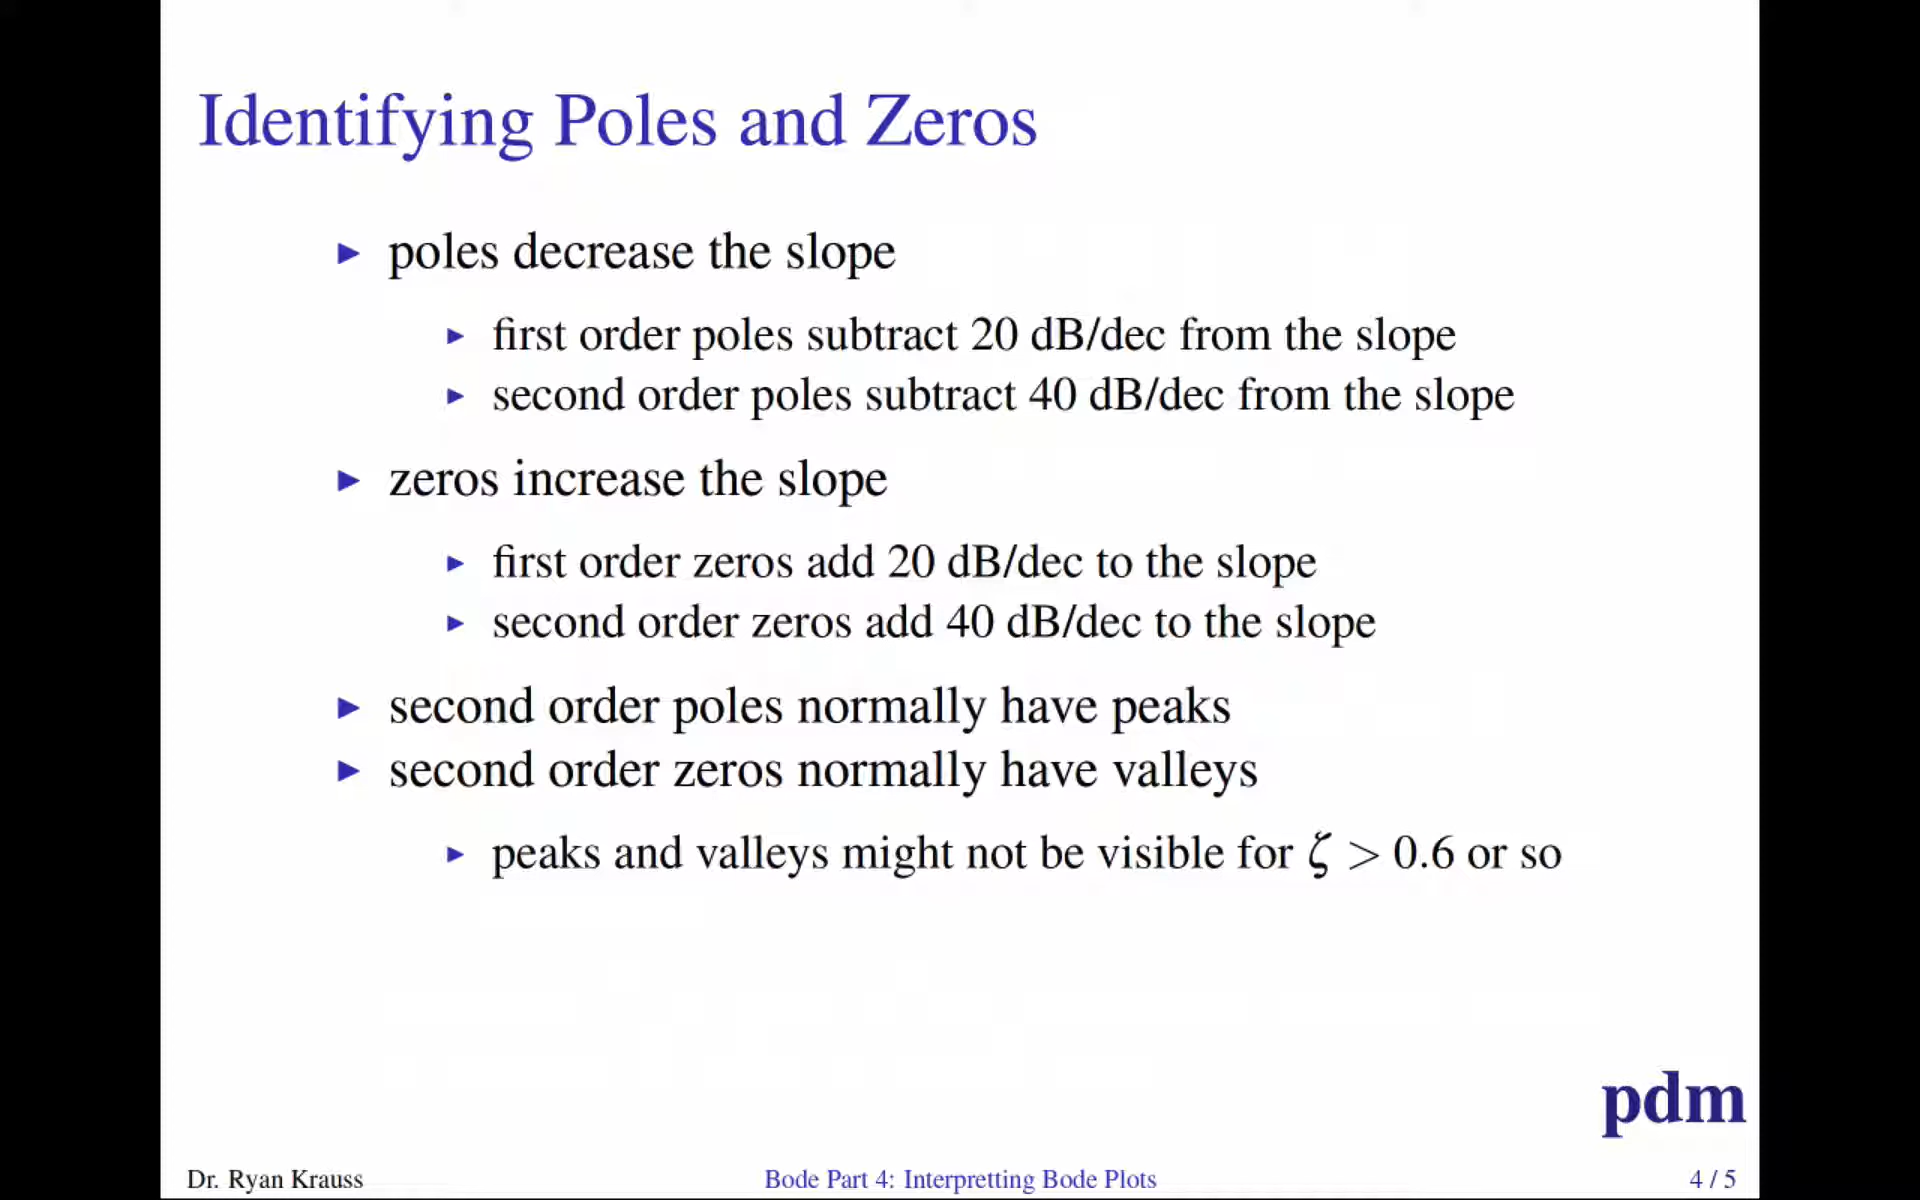 Identifying Poles and Zeros
▶ poles decrease the slope
▶ first order poles subtract 20 dB/dec from the slope
▶ second order poles subtract 40 dB/dec from the slope
▶ zeros increase the slope
▶ first order zeros add 20 dB/dec to the slope
▶ second order zeros add 40 dB/dec to the slope
▶ second order poles normally have peaks
▶ second order zeros normally have valleys
▶ peaks and valleys might not be visible for ζ > 0.6 or so
pdm
Dr. Ryan Krauss Bode Part 4: Interpretting Bode Plots 4 / 5